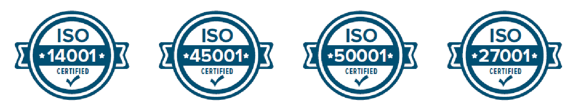 ISO
14001
CERTIFIED
ISO
45001
CERTIFIED
ISO
50001
CERTIFIED
ISO
27001
CERTIFIED